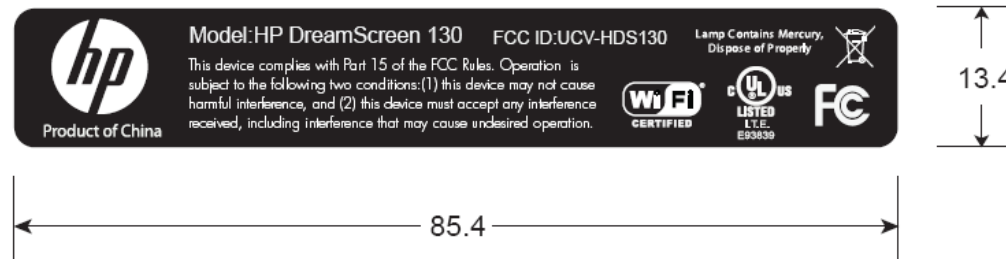 hp
Product of China
Model:HP DreamScreen 130 FCC ID:UCV-HDS130
This device complies with Part 15 of the FCC Rules. Operation is
subject to the following two conditions:(1) this device may not cause
harmful interference, and (2) this device must accept any interference
received, including interference that may cause undesired operation.
Lamp Contains Mercury,
Dispose of Properly
Wi Fi
CERTIFIED
c UL us
LISTED
I.T.E.
E93839
FC
13.4
85.4